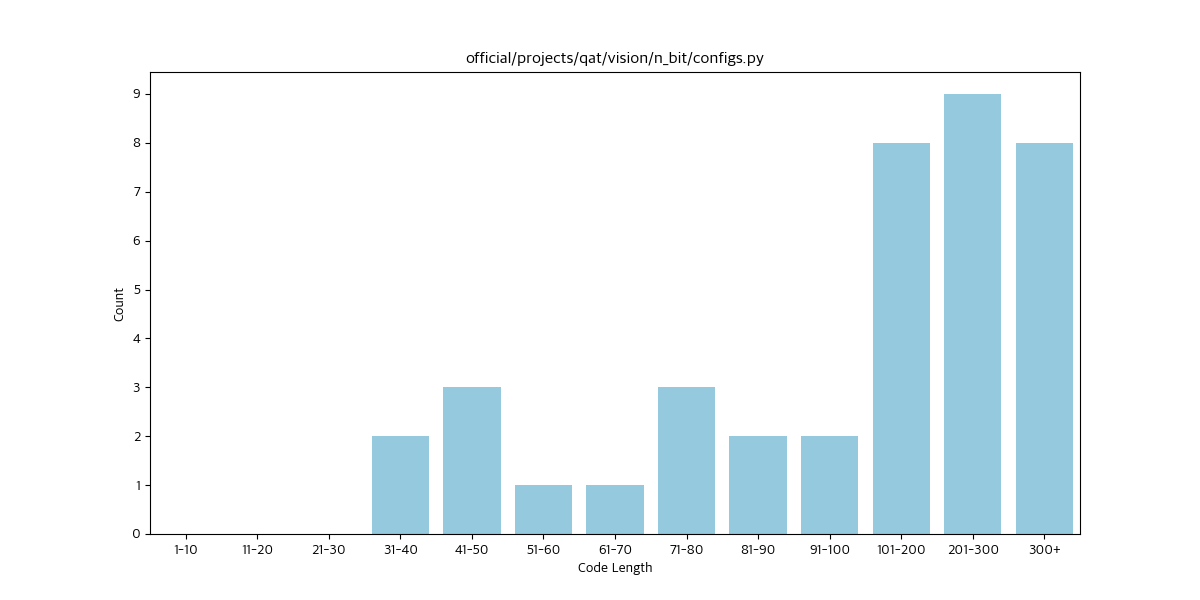 official/projects/qat/vision/n_bit/configs.py
Count
9
8
7
6
5
4
3
2
1
0
1-10 11-20 21-30 31-40 41-50 51-60 61-70 71-80 81-90 91-100 101-200 201-300 300+
Code Length